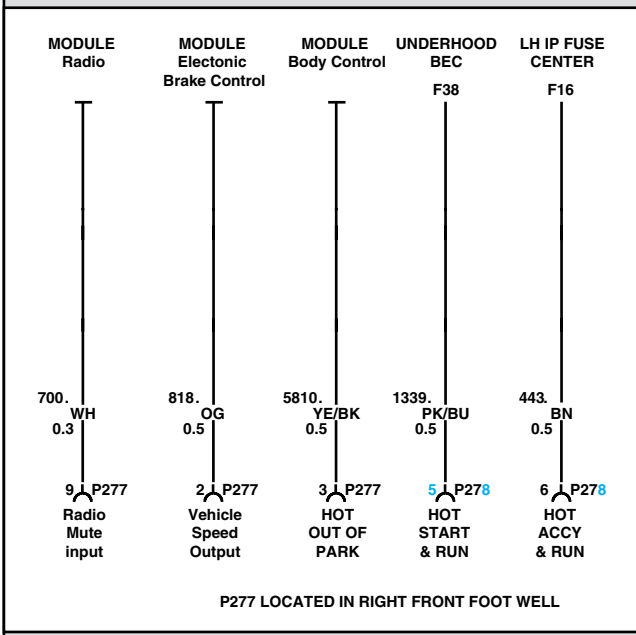 MODULE
Radio
MODULE
Electonic
Brake Control
MODULE
Body Control
UNDERHOOD
BEC
F38
LH IP FUSE
CENTER
F16
700.
WH
0.3
818.
OG
0.5
5810.
YE/BK
0.5
1339.
PK/BU
0.5
443.
BN
0.5
9 P277
Radio
Mute
input
2 P277
Vehicle
Speed
Output
3 P277
HOT
OUT OF
PARK
5 P278
HOT
START
& RUN
6 P278
HOT
ACCY
& RUN
P277 LOCATED IN RIGHT FRONT FOOT WELL